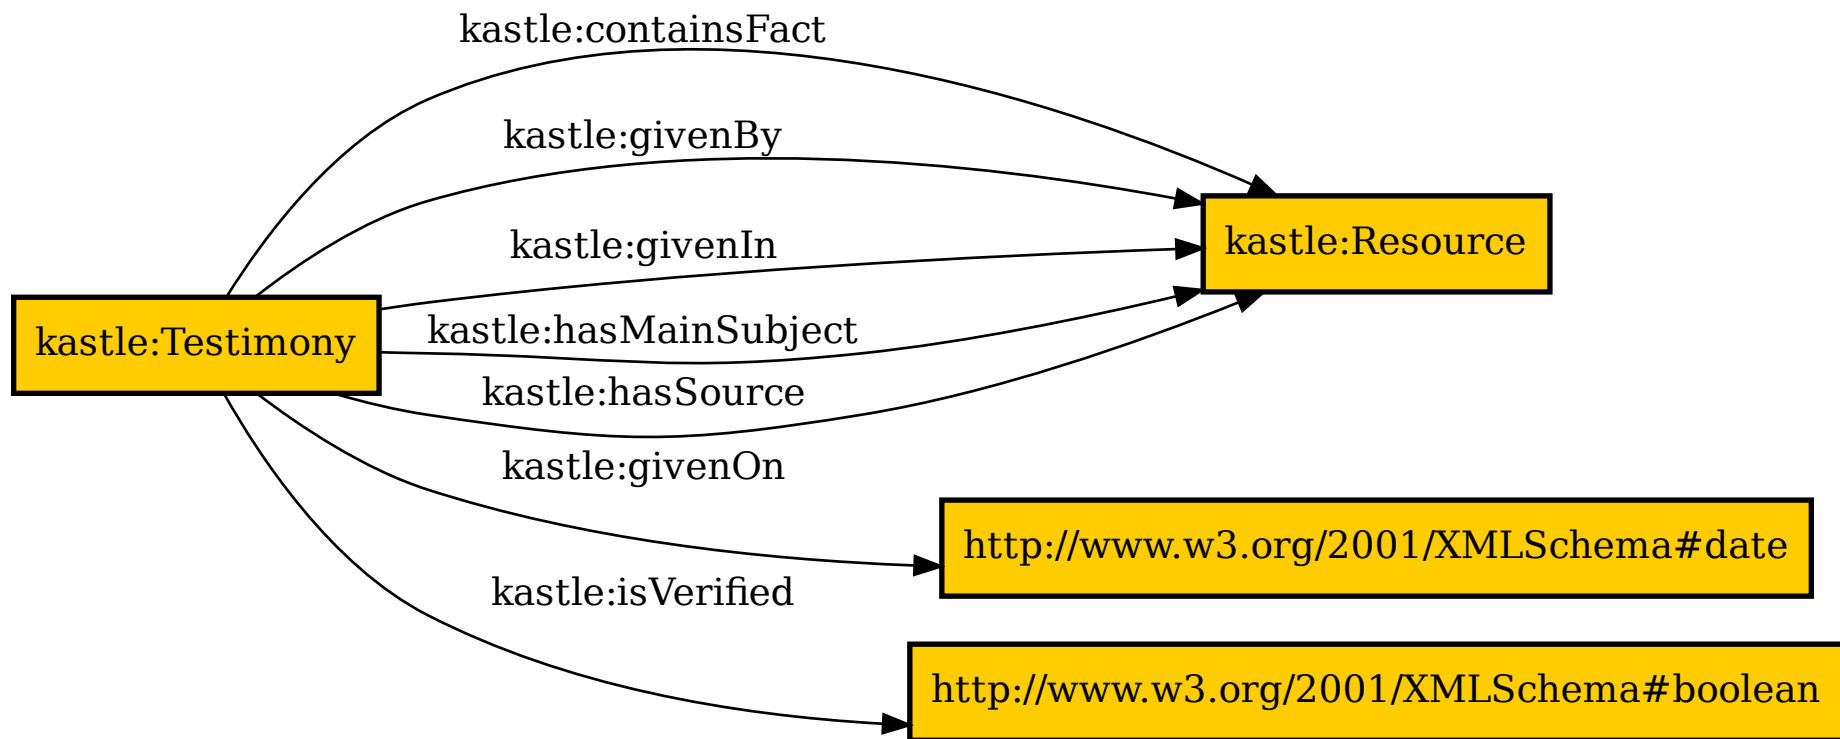 kastle:containsFact
kastle:givenBy
kastle:givenIn
kastle:Resource
kastle:Testimony
kastle:hasMainSubject
kastle:hasSource
kastle:givenOn
http://www.w3.org/2001/XMLSchema#date
kastle:isVerified
http://www.w3.org/2001/XMLSchema#boolean